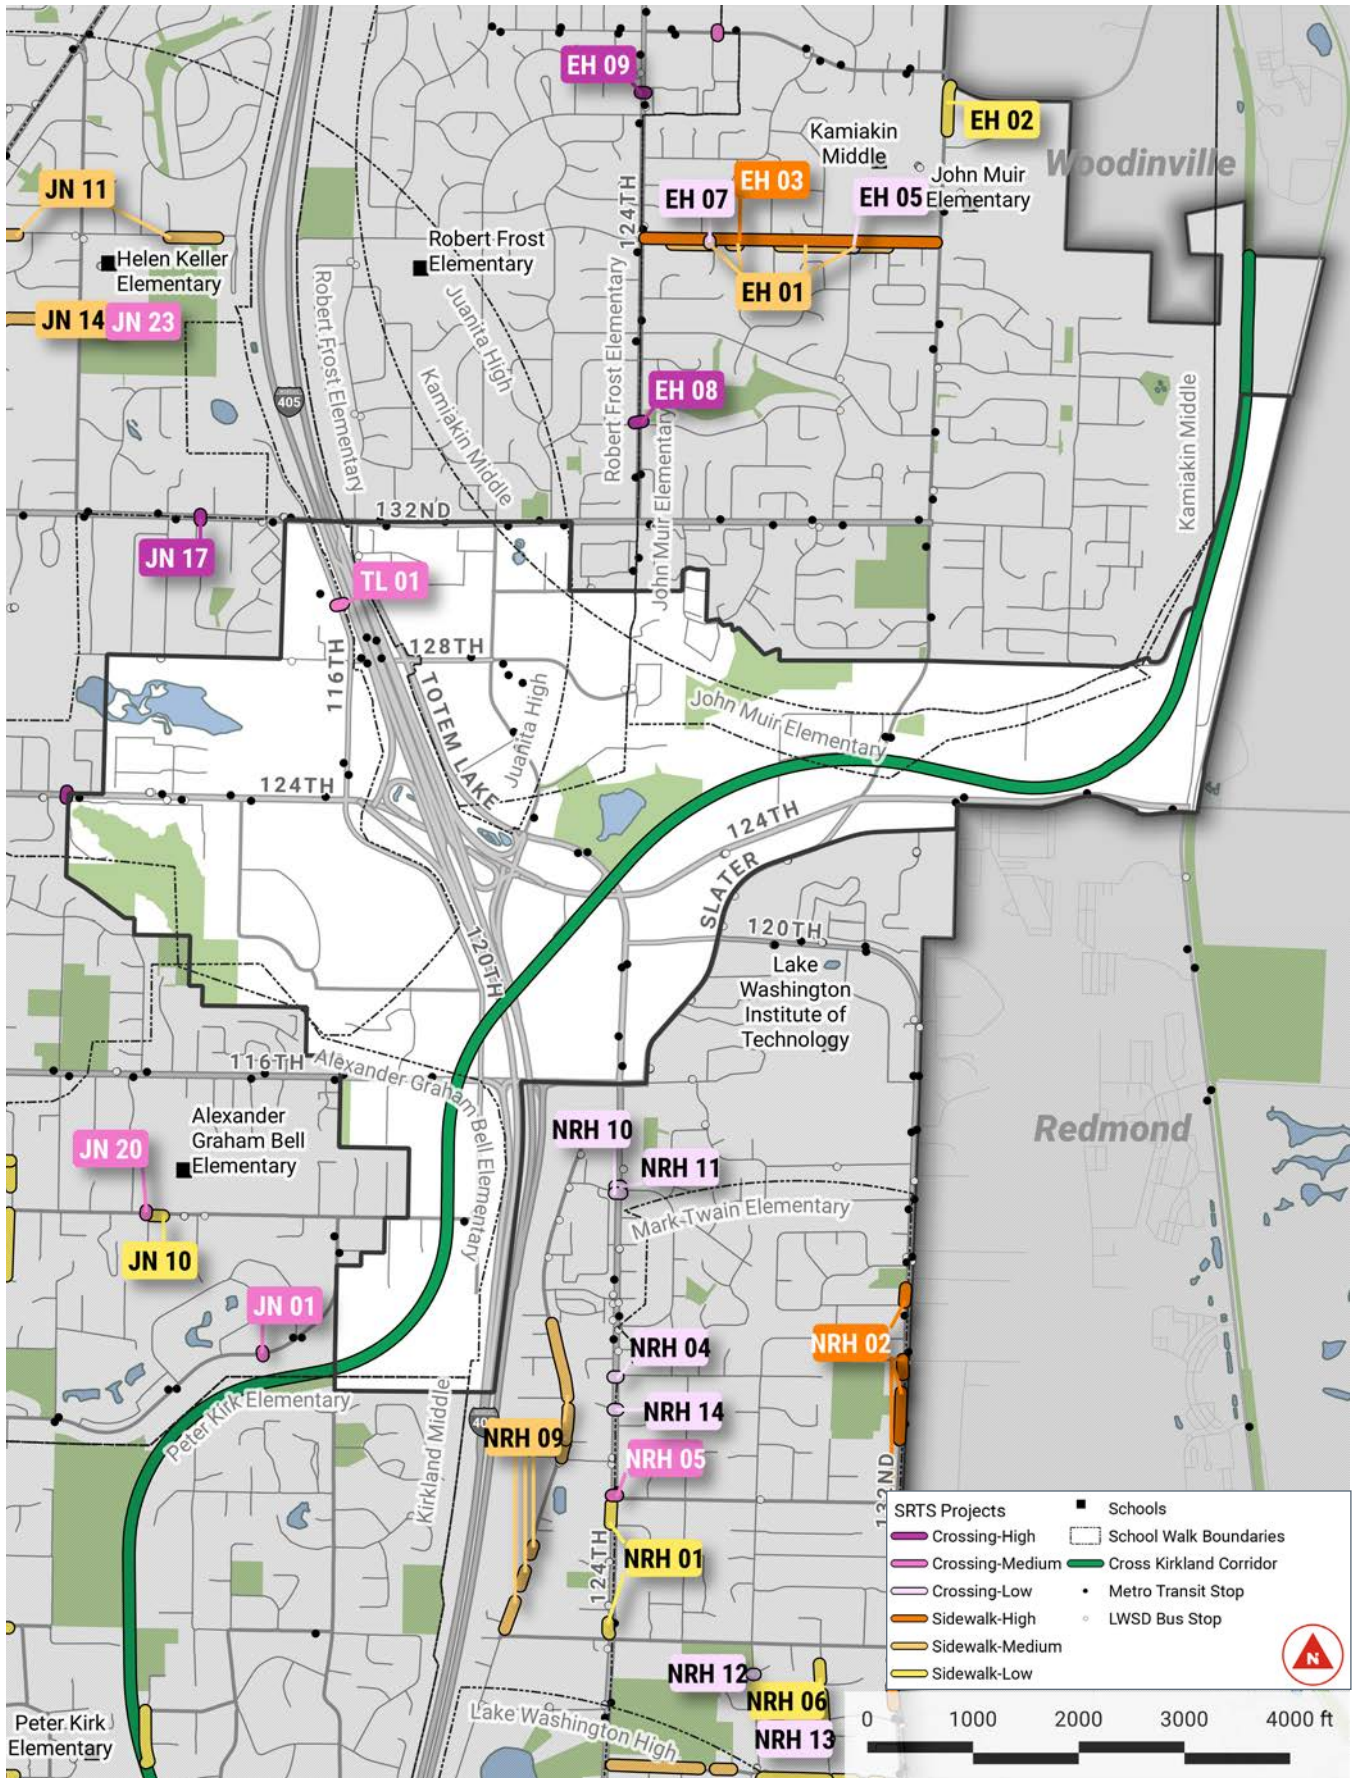 EH 09
EH 02
Kamiakin
Middle
Woodinville
John Muir
Elementary
JN 11
EH 07
EH 03
EH 05
124TH
Robert Frost
Elementary
Helen Keller
Elementary
EH 01
JN 14
JN 23
Robert Frost Elementary
Juanita High
Kamiakin Middle
Robert Frost Elementary
405
EH 08
John Muir Elementary
Kamiakin Middle
132ND
JN 17
TL 01
116TH
128TH
TOTEM LAKE
Juanita High
John Muir Elementary
124TH
124TH
SLATER
120TH
120TH
Lake
Washington
Institute of
Technology
116TH
Alexander Graham Bell Elementary
Alexander
Graham Bell
Elementary
JN 20
NRH 10
NRH 11
Redmond
Mark Twain Elementary
JN 10
JN 01
NRH 04
NRH 02
NRH 14
Peter Kirk Elementary
Kirkland Middle
40
NRH 09
NRH 05
132ND
NRH 01
124TH
SRTS Projects
Crossing-High
Crossing-Medium
Crossing-Low
Sidewalk-High
Sidewalk-Medium
Sidewalk-Low
Schools
School Walk Boundaries
Cross Kirkland Corridor
Metro Transit Stop
LWSD Bus Stop
N
NRH 12
NRH 06
NRH 13
Lake Washington High
Peter Kirk
Elementary
0 1000 2000 3000 4000 ft